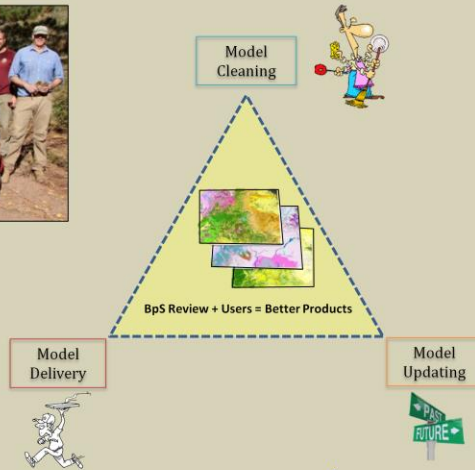 Model
Cleaning
BpS Review + Users = Better Products
Model
Delivery
Model
Updating
PAST
FUTURE